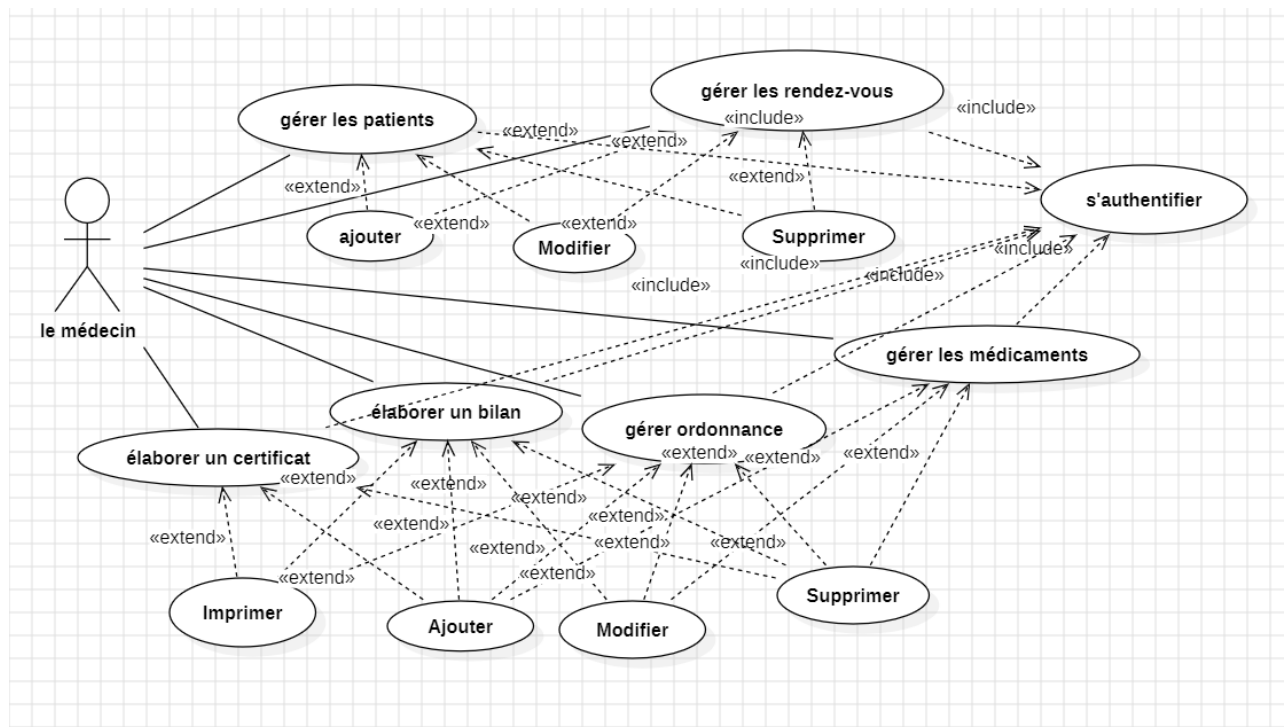 gérer les rendez-vous
gérer les patients
«include»
«include»
«extend»
«extend»
«extend»
«extend»
s'authentifier
«extend»
«extend»
ajouter
Modifier
Supprimer
«include»
«include»
«include»
«include»
le médecin
gérer les médicaments
élaborer un bilan
gérer ordonnance
élaborer un certificat
«extend»
«extend»
«extend»
«extend»
«extend»
«extend»
«extend»
«extend»
«extend»
«extend»
«extend»
«extend»
«extend»
«extend»
Imprimer
Ajouter
Modifier
Supprimer